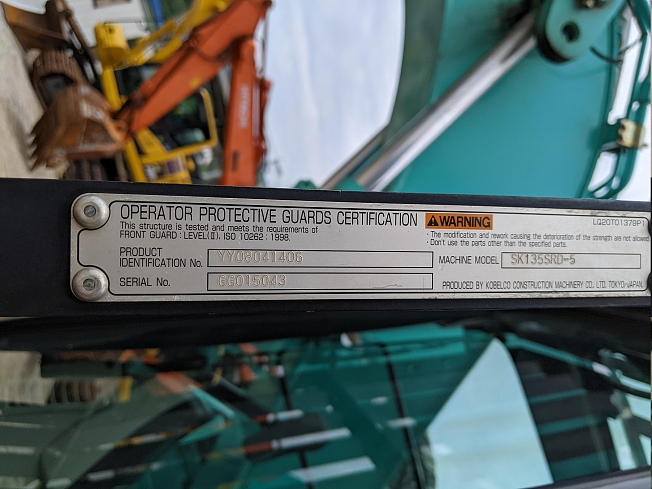 OPERATOR PROTECTIVE GUARDS CERTIFICATION
This structure is tested and meets the requirements of
FRONT GUARD : LEVEL(Ⅱ), ISO 10262 : 1998.
PRODUCT IDENTIFICATION No. YY08041406
SERIAL No. GG015043
⚠WARNING
LQ20T01379P1
· The modification and rework causing the deterioration of the strength are not allowed.
· Don't use the parts other than the specified parts.
MACHINE MODEL SK135SRD-5
PRODUCED BY KOBELCO CONSTRUCTION MACHINERY CO., LTD. TOKYO-JAPAN.